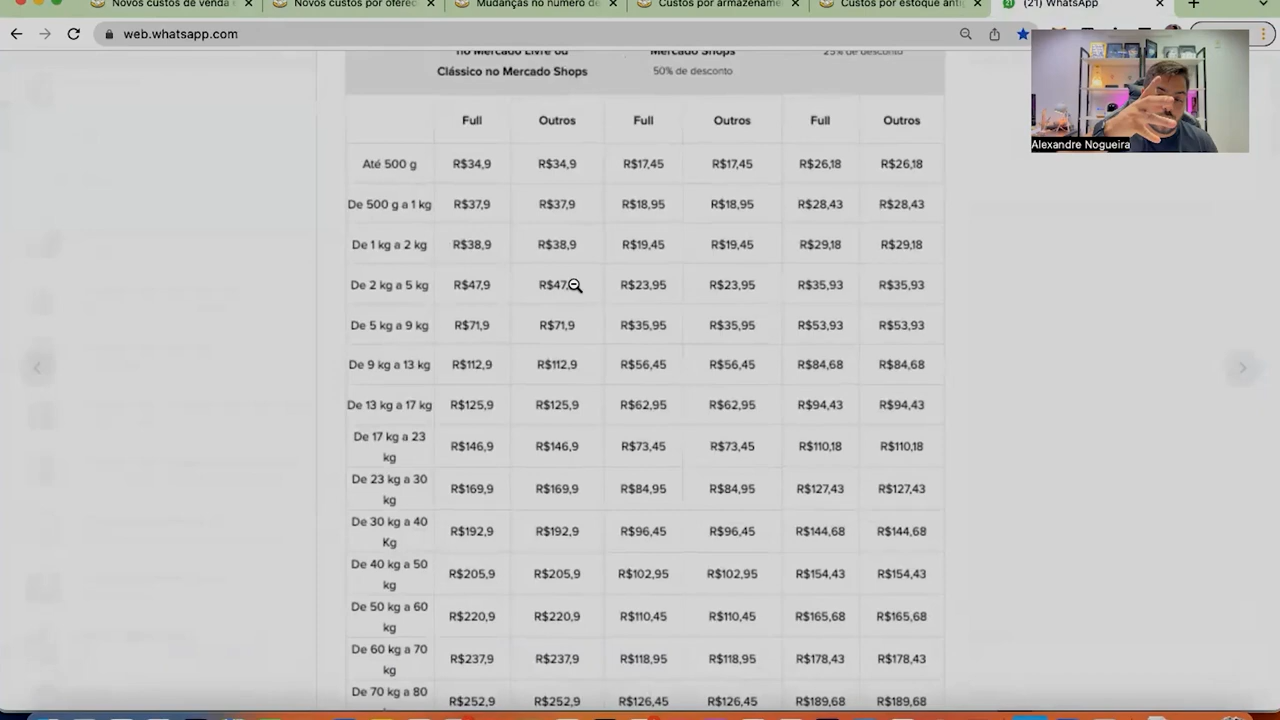 Novos custos de venda
Novos custos por oferec
Mudanças no número de
Custos por armazename
Custos por estoque anti
(21) WhatsApp
web.whatsapp.com
no Mercado Livre ou
Clássico no Mercado Shops
Mercado Shops
50% de desconto
25% de desconto
Full Outros Full Outros Full Outros
Até 500 g R$34,9 R$34,9 R$17,45 R$17,45 R$26,18 R$26,18
De 500 g a 1 kg R$37,9 R$37,9 R$18,95 R$18,95 R$28,43 R$28,43
De 1 kg a 2 kg R$38,9 R$38,9 R$19,45 R$19,45 R$29,18 R$29,18
De 2 kg a 5 kg R$47,9 R$47, R$23,95 R$23,95 R$35,93 R$35,93
De 5 kg a 9 kg R$71,9 R$71,9 R$35,95 R$35,95 R$53,93 R$53,93
De 9 kg a 13 kg R$112,9 R$112,9 R$56,45 R$56,45 R$84,68 R$84,68
De 13 kg a 17 kg R$125,9 R$125,9 R$62,95 R$62,95 R$94,43 R$94,43
De 17 kg a 23
kg R$146,9 R$146,9 R$73,45 R$73,45 R$110,18 R$110,18
De 23 kg a 30
kg R$169,9 R$169,9 R$84,95 R$84,95 R$127,43 R$127,43
De 30 kg a 40
Kg R$192,9 R$192,9 R$96,45 R$96,45 R$144,68 R$144,68
De 40 kg a 50
kg R$205,9 R$205,9 R$102,95 R$102,95 R$154,43 R$154,43
De 50 kg a 60
kg R$220,9 R$220,9 R$110,45 R$110,45 R$165,68 R$165,68
De 60 kg a 70
kg R$237,9 R$237,9 R$118,95 R$118,95 R$178,43 R$178,43
De 70 kg a 80 R$252,9 R$252,9 R$126,45 R$126,45 R$189,68 R$189,68
Alexandre Nogueira